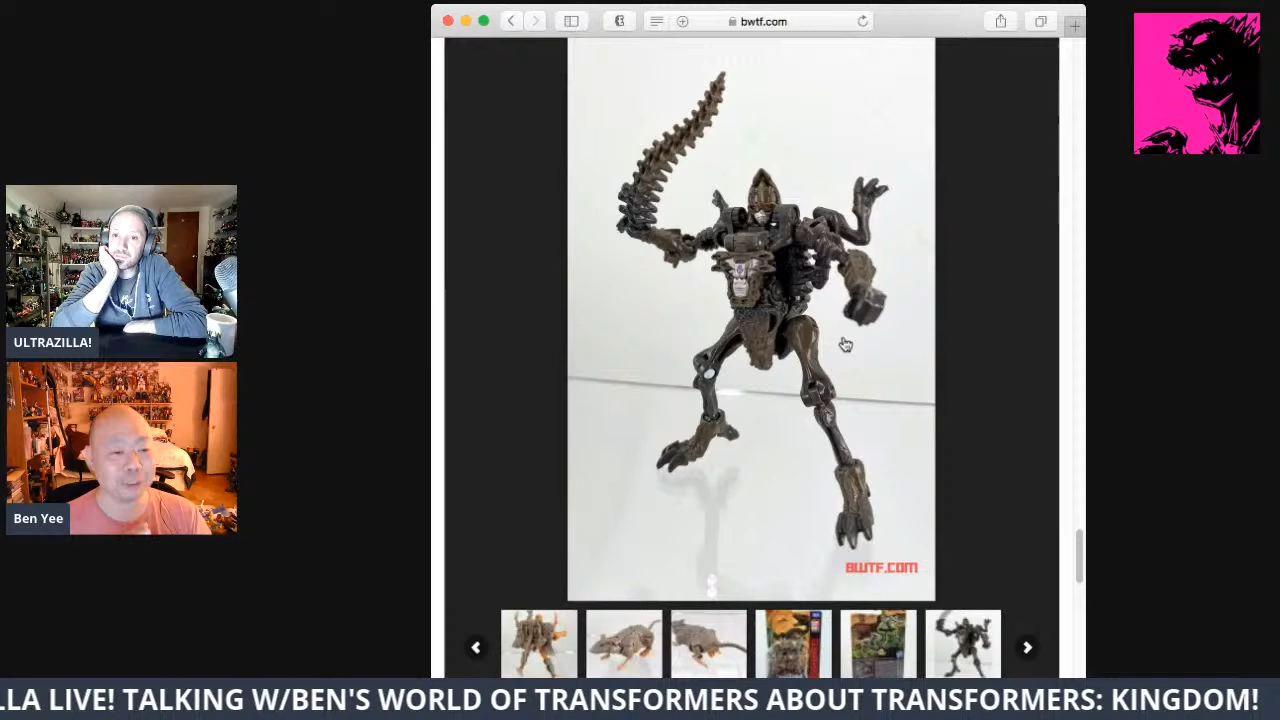 bwtf.com
ULTRAZILLA!
Ben Yee
BWTF.COM
LLA LIVE! TALKING W/BEN'S WORLD OF TRANSFORMERS ABOUT TRANSFORMERS: KINGDOM!